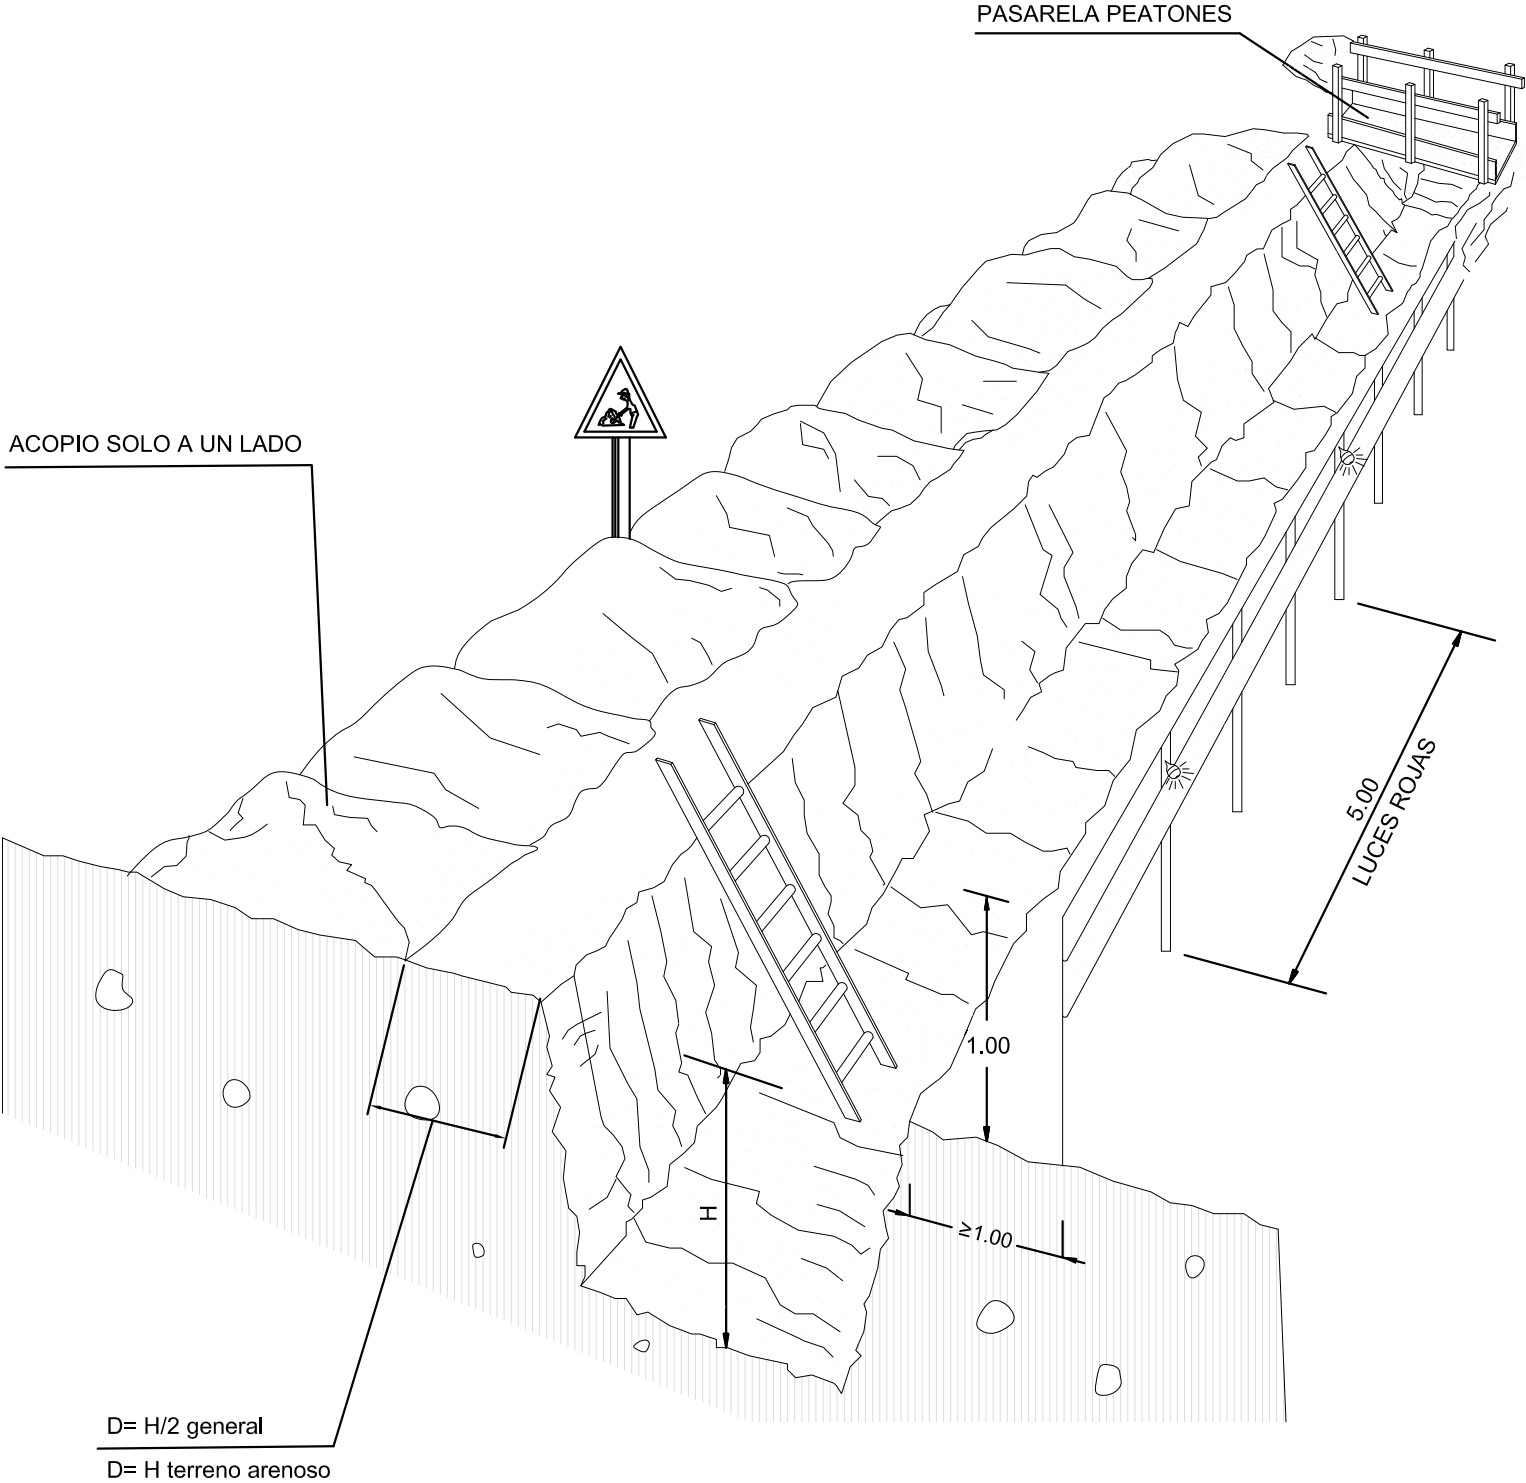 PASARELA PEATONES
ACOPIO SOLO A UN LADO
5.00
LUCES ROJAS
1.00
H
≥1.00
D= H/2 general
D= H terreno arenoso